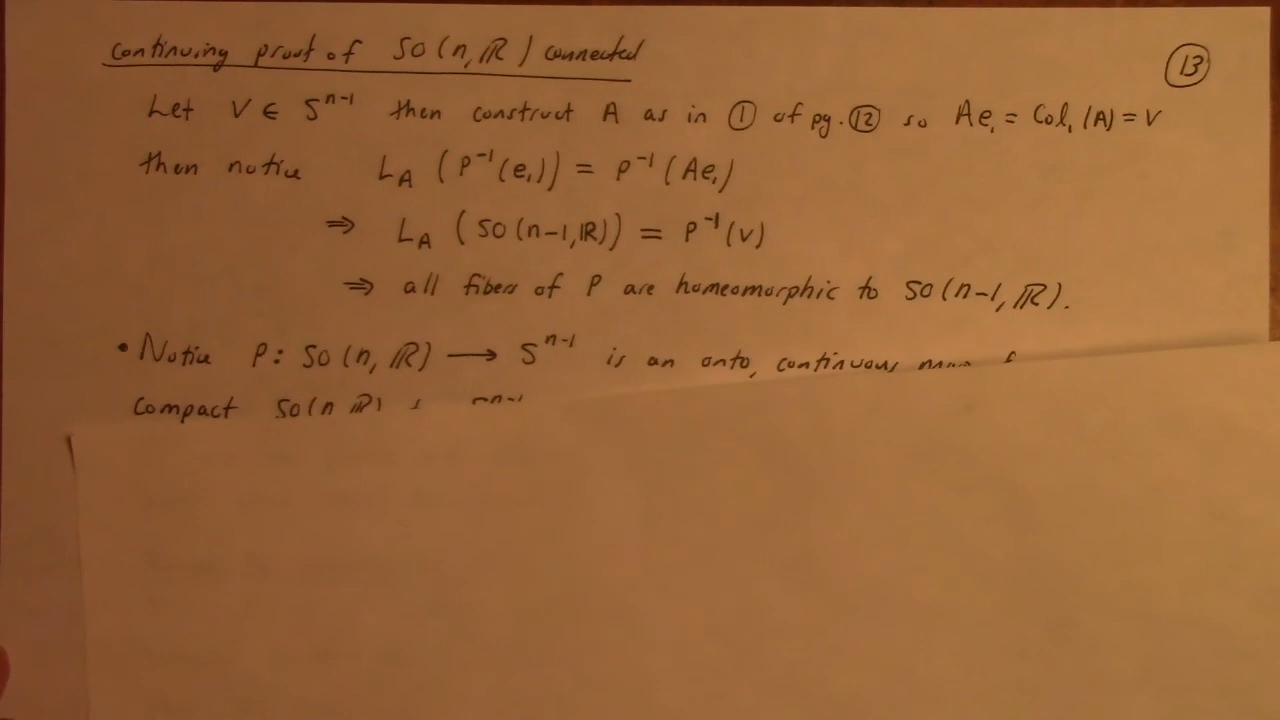 Continuing proof of SO(n, ℝ) connected
13
Let V ∈ S^{n-1} then construct A as in ① of pg. ⑫ so Ae₁ = Col₁(A) = V
then notice L_A (P^{-1}(e₁)) = P^{-1}(Ae₁)
⇒ L_A (SO(n-1, ℝ)) = P^{-1}(v)
⇒ all fibers of P are homeomorphic to SO(n-1, ℝ).
• Notice P: SO(n, ℝ) ⟶ S^{n-1} is an onto, continuous
compact SO(n ℝ)